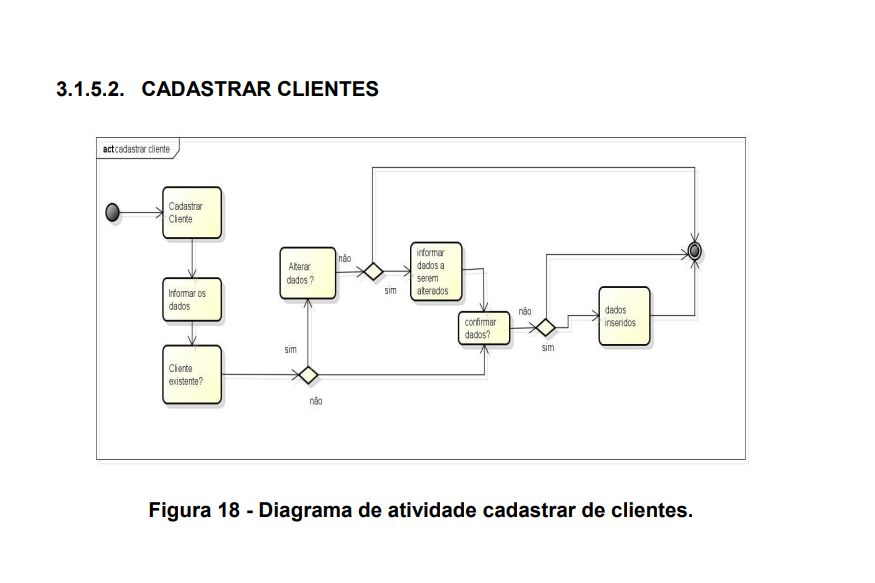 3.1.5.2. CADASTRAR CLIENTES
act cadastrar cliente
Cadastrar
Cliente
Informar os
dados
Cliente
existente?
sim
não
Alterar
dados ?
não
sim
informar
dados a
serem
alterados
confirmar
dados?
não
sim
dados
inseridos
Figura 18 - Diagrama de atividade cadastrar de clientes.